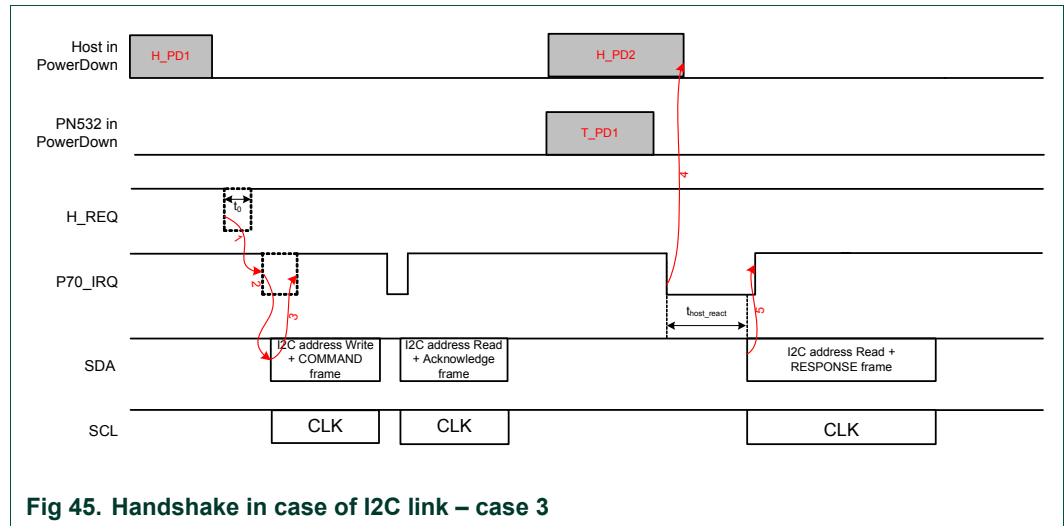 Host in
PowerDown
H_PD1
H_PD2
PN532 in
PowerDown
T_PD1
4
H_REQ
t0
1
P70_IRQ
2
3
thost_react
5
SDA
I2C address Write
+ COMMAND
frame
I2C address Read
+ Acknowledge
frame
I2C address Read +
RESPONSE frame
SCL
CLK
CLK
CLK
Fig 45. Handshake in case of I2C link – case 3